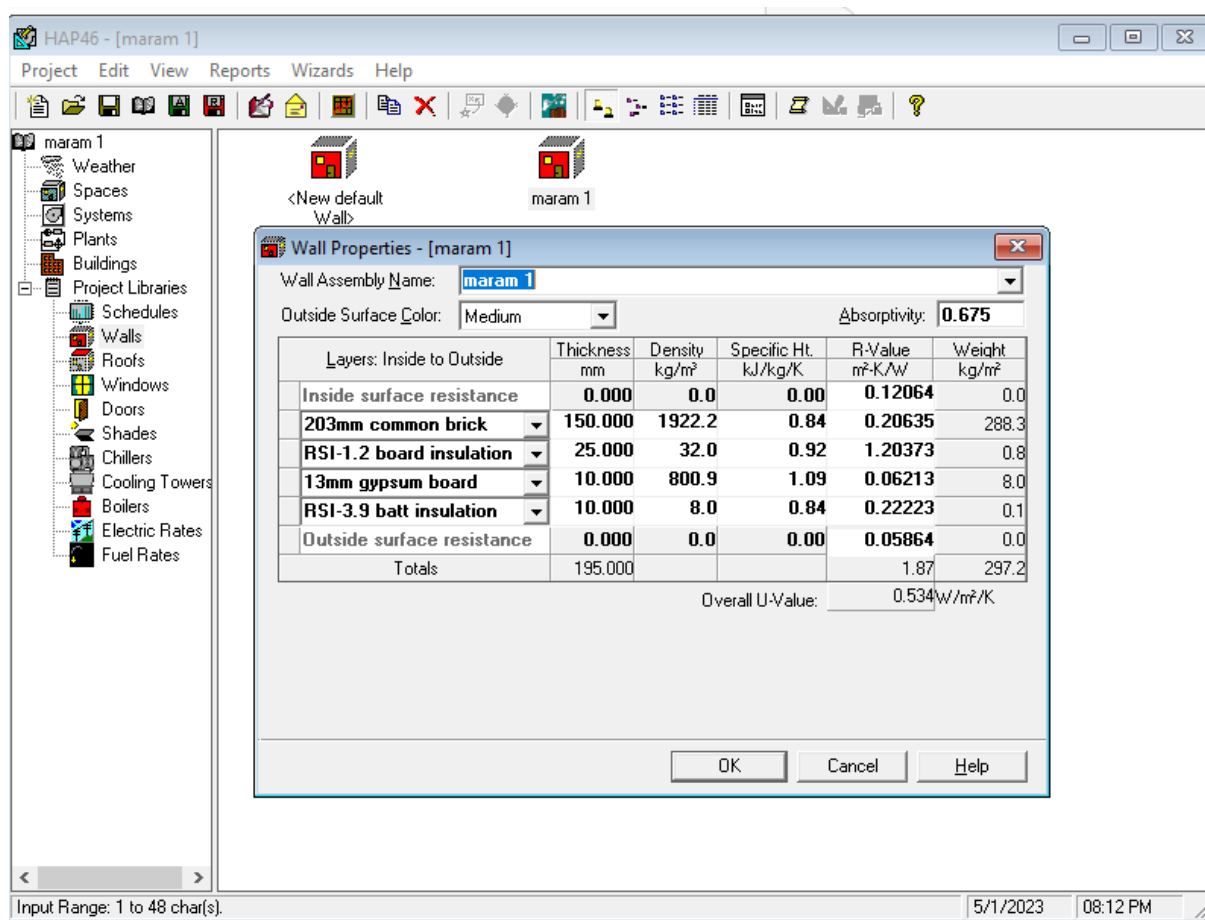 HAP46 - [maram 1]
Project Edit View Reports Wizards Help
maram 1
Weather
Spaces
Systems
Plants
Buildings
Project Libraries
Schedules
Walls
Roofs
Windows
Doors
Shades
Chillers
Cooling Towers
Boilers
Electric Rates
Fuel Rates
<New default
Wall>
maram 1
Wall Properties - [maram 1]
Wall Assembly Name: maram 1
Outside Surface Color: Medium Absorptivity: 0.675
Layers: Inside to Outside Thickness Density Specific Ht. R-Value Weight
mm kg/m³ kJ/kg/K m²-K/W kg/m²
Inside surface resistance 0.000 0.0 0.00 0.12064 0.0
203mm common brick 150.000 1922.2 0.84 0.20635 288.3
RSI-1.2 board insulation 25.000 32.0 0.92 1.20373 0.8
13mm gypsum board 10.000 800.9 1.09 0.06213 8.0
RSI-3.9 batt insulation 10.000 8.0 0.84 0.22223 0.1
Outside surface resistance 0.000 0.0 0.00 0.05864 0.0
Totals 195.000 1.87 297.2
Overall U-Value: 0.534 W/m²/K
OK Cancel Help
Input Range: 1 to 48 char(s). 5/1/2023 08:12 PM